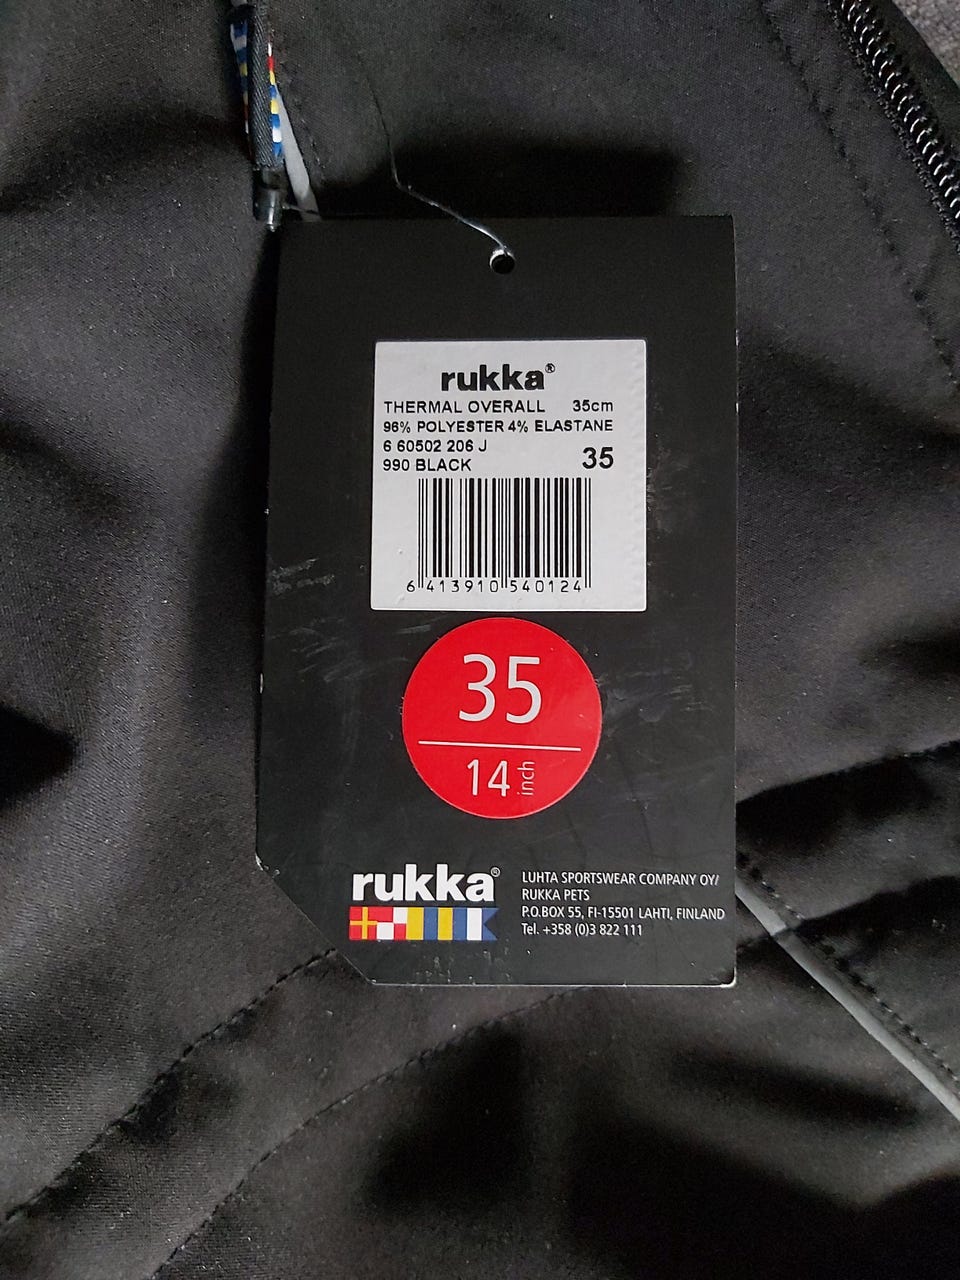 rukka®
THERMAL OVERALL 35cm
96% POLYESTER 4% ELASTANE
6 60502 206 J
990 BLACK 35
6 413910 540124
35
14 inch
rukka®
LUHTA SPORTSWEAR COMPANY OY/
RUKKA PETS
P.O.BOX 55, FI-15501 LAHTI, FINLAND
Tel. +358 (0)3 822 111